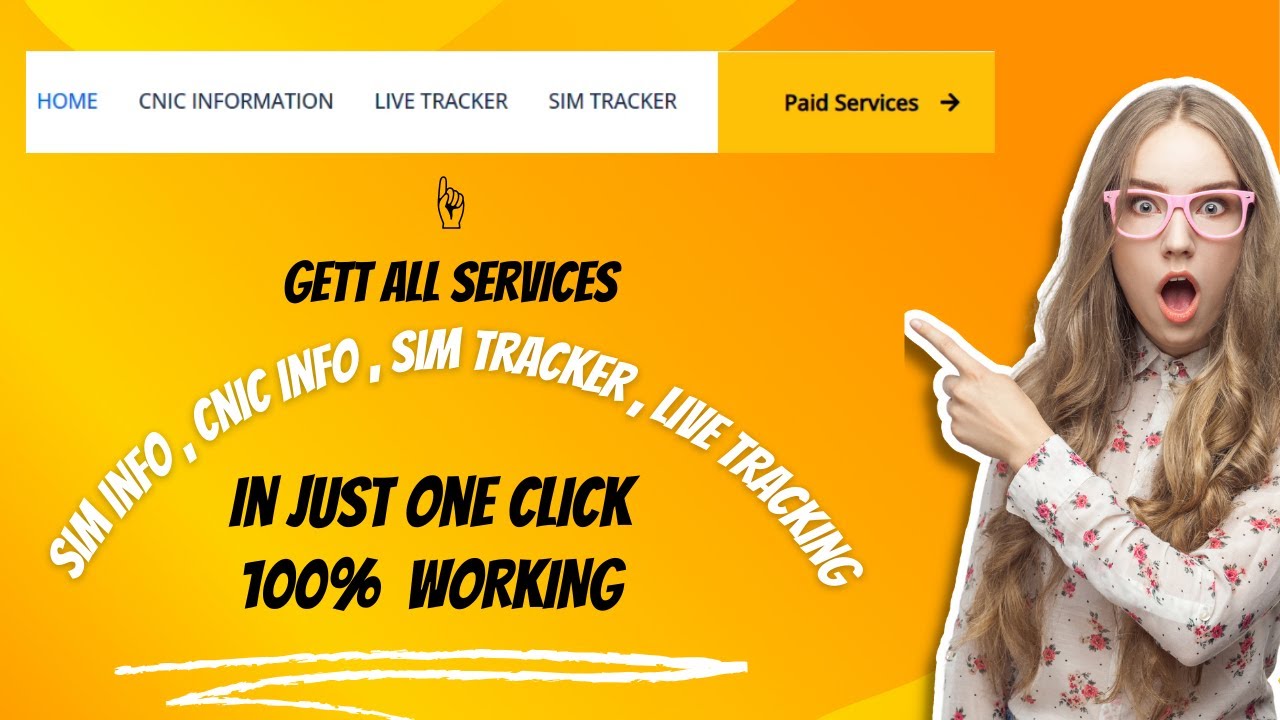 HOME CNIC INFORMATION LIVE TRACKER SIM TRACKER Paid Services →
GETT ALL SERVICES
SIM INFO , CNIC INFO , SIM TRACKER , LIVE TRACKING
IN JUST ONE CLICK
100% WORKING